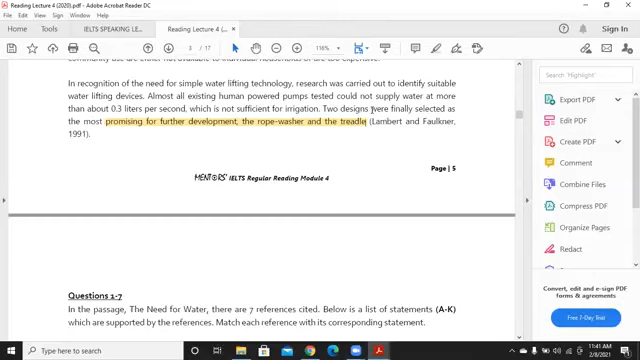 Reading Lecture 4 (2020).pdf - Adobe Acrobat Reader DC
File Edit View Sign Window Help
Home Tools IELTS SPEAKING LE... Reading Lecture 4 (... × Sign In
3 / 17 116%
community use are either not available to individual households or are too expensive.
In recognition of the need for simple water lifting technology, research was carried out to identify suitable
water lifting devices. Almost all existing human powered pumps tested could not supply water at more
than about 0.3 liters per second, which is not sufficient for irrigation. Two designs were finally selected as
the most promising for further development, the rope-washer and the treadle (Lambert and Faulkner,
1991).
Page | 5
MENTORS' IELTS Regular Reading Module 4
Questions 1-7
In the passage, The Need for Water, there are 7 references cited. Below is a list of statements (A-K)
which are supported by the references. Match each reference with its corresponding statement.
Search 'Highlight'
Export PDF
Edit PDF
Create PDF
Comment
Combine Files
Compress PDF
Organize Pages
Redact
Convert, edit and e-sign PDF
forms & agreements
Free 7-Day Trial
Type here to search
11:41 AM
2/8/2021